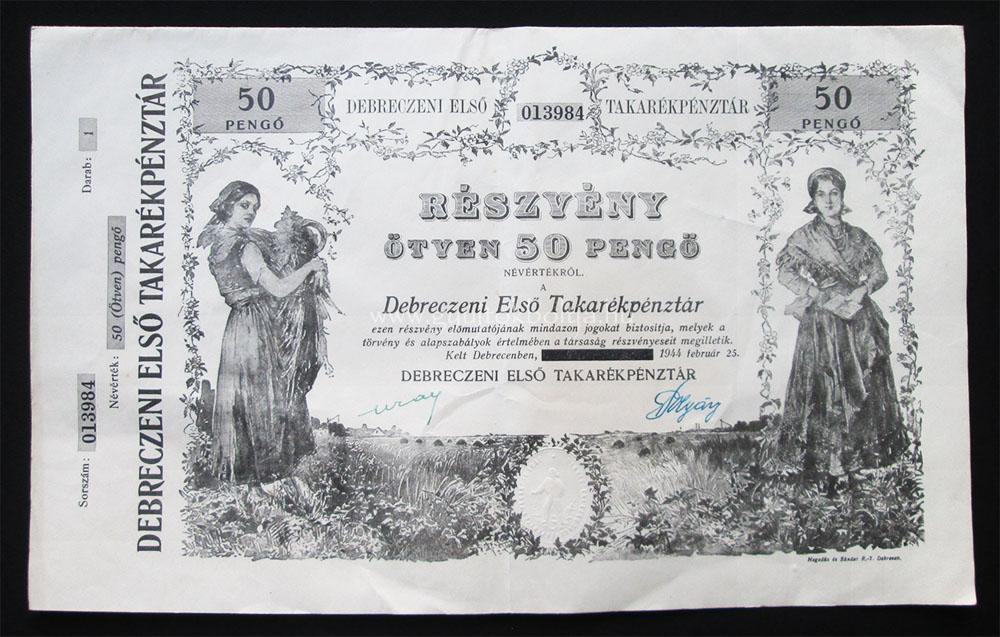 Sorszám: 013984 Névérték: 50 (Ötven) pengő Darab: 1
DEBRECZENI ELSŐ TAKARÉKPÉNZTÁR
50
PENGŐ
DEBRECZENI ELSŐ 013984 TAKARÉKPÉNZTÁR
50
PENGŐ
RÉSZVÉNY
ÖTVEN 50 PENGŐ
NÉVÉRTÉKRŐL.
A
Debreczeni Első Takarékpénztár
ezen részvény előmutatójának mindazon jogokat biztosítja, melyek a
törvény és alapszabályok értelmében a társaság részvényeseit megilletik.
Kelt Debrecenben, 1944 február 25.
DEBRECZENI ELSŐ TAKARÉKPÉNZTÁR